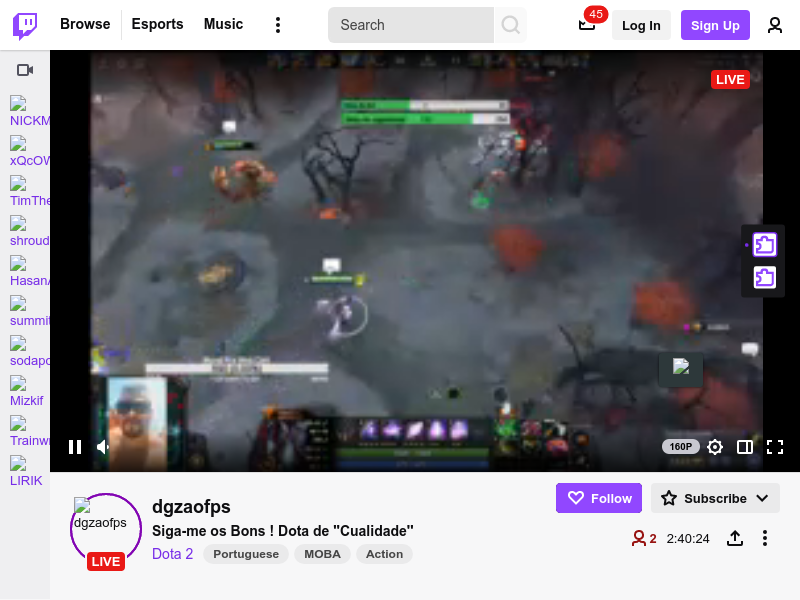 Browse
Esports
Music
Search
45
Log In
Sign Up
NICKM
xQcOW
TimThe
shroud
HasanA
summit
sodapo
Mizkif
Trainwr
LIRIK
LIVE
160P
dgzaofps
LIVE
dgzaofps
Siga-me os Bons ! Dota de "Cualidade"
Dota 2
Portuguese
MOBA
Action
Follow
Subscribe
2
2:40:24